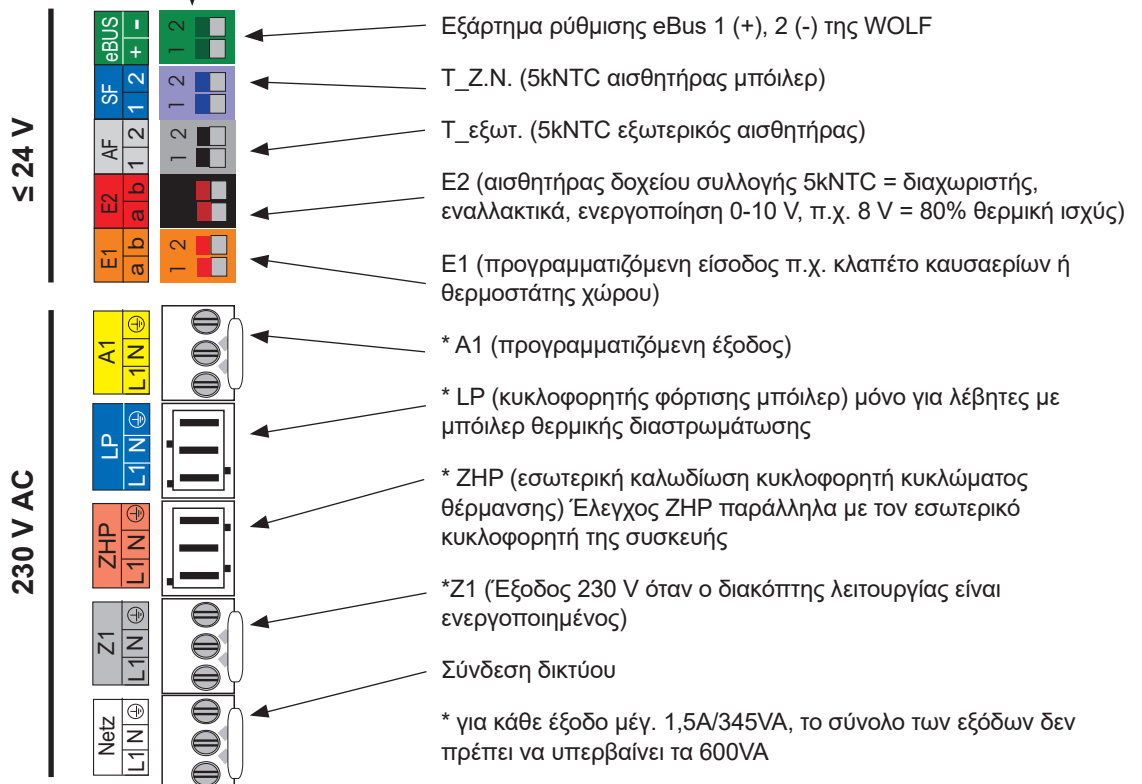 ≤ 24 V
230 V AC
eBUS
+ -
1 2
SF
1 2
1 2
AF
1 2
1 2
E2
a b
E1
a b
1 2
A1
L1 N
LP
L1 N
ZHP
L1 N
Z1
L1 N
Netz
L1 N
Εξάρτημα ρύθμισης eBus 1 (+), 2 (-) της WOLF
T_Z.N. (5kNTC αισθητήρας μπόιλερ)
T_εξωτ. (5kNTC εξωτερικός αισθητήρας)
E2 (αισθητήρας δοχείου συλλογής 5kNTC = διαχωριστής,
εναλλακτικά, ενεργοποίηση 0-10 V, π.χ. 8 V = 80% θερμική ισχύς)
E1 (προγραμματιζόμενη είσοδος π.χ. κλαπέτο καυσαερίων ή
θερμοστάτης χώρου)
* A1 (προγραμματιζόμενη έξοδος)
* LP (κυκλοφορητής φόρτισης μπόιλερ) μόνο για λέβητες με
μπόιλερ θερμικής διαστρωμάτωσης
* ZHP (εσωτερική καλωδίωση κυκλοφορητή κυκλώματος
θέρμανσης) Έλεγχος ZHP παράλληλα με τον εσωτερικό
κυκλοφορητή της συσκευής
*Z1 (Έξοδος 230 V όταν ο διακόπτης λειτουργίας είναι
ενεργοποιημένος)
Σύνδεση δικτύου
* για κάθε έξοδο μέγ. 1,5A/345VA, το σύνολο των εξόδων δεν
πρέπει να υπερβαίνει τα 600VA